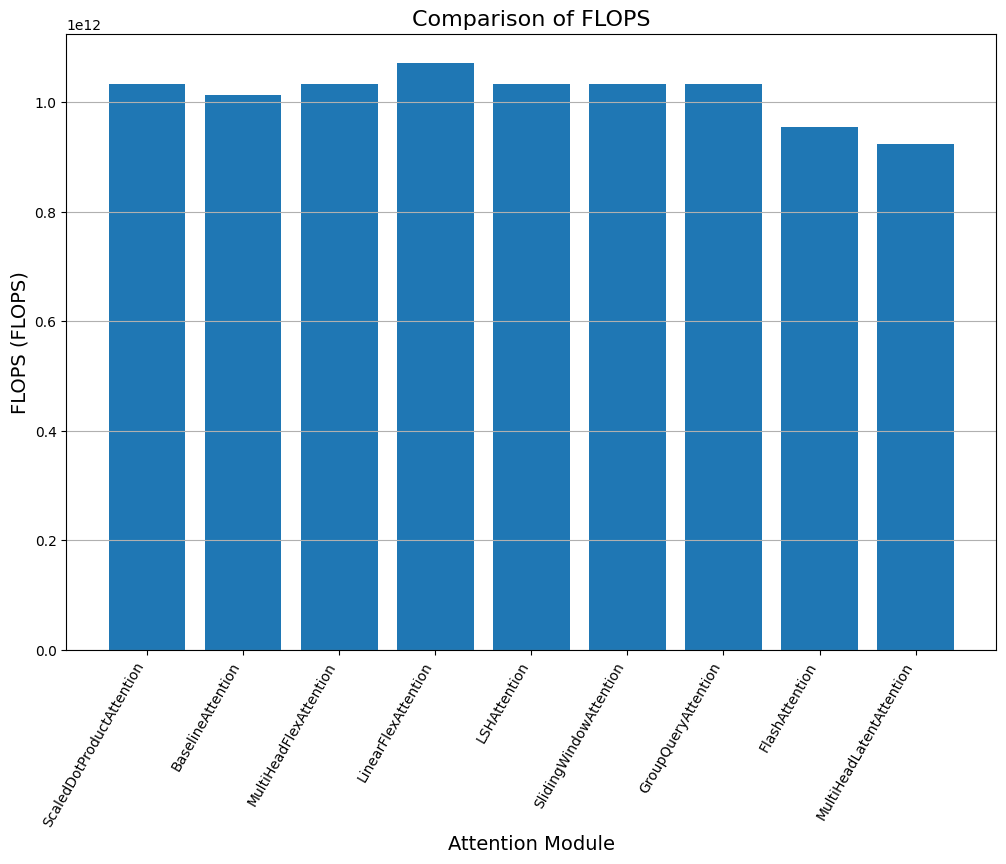 Comparison of FLOPS
1e12
1.0
0.8
0.6
0.4
0.2
0.0
FLOPS (FLOPS)
ScaledDotProductAttention
BaselineAttention
MultiHeadFlexAttention
LinearFlexAttention
LSHAttention
SlidingWindowAttention
GroupQueryAttention
FlashAttention
MultiHeadLatentAttention
Attention Module